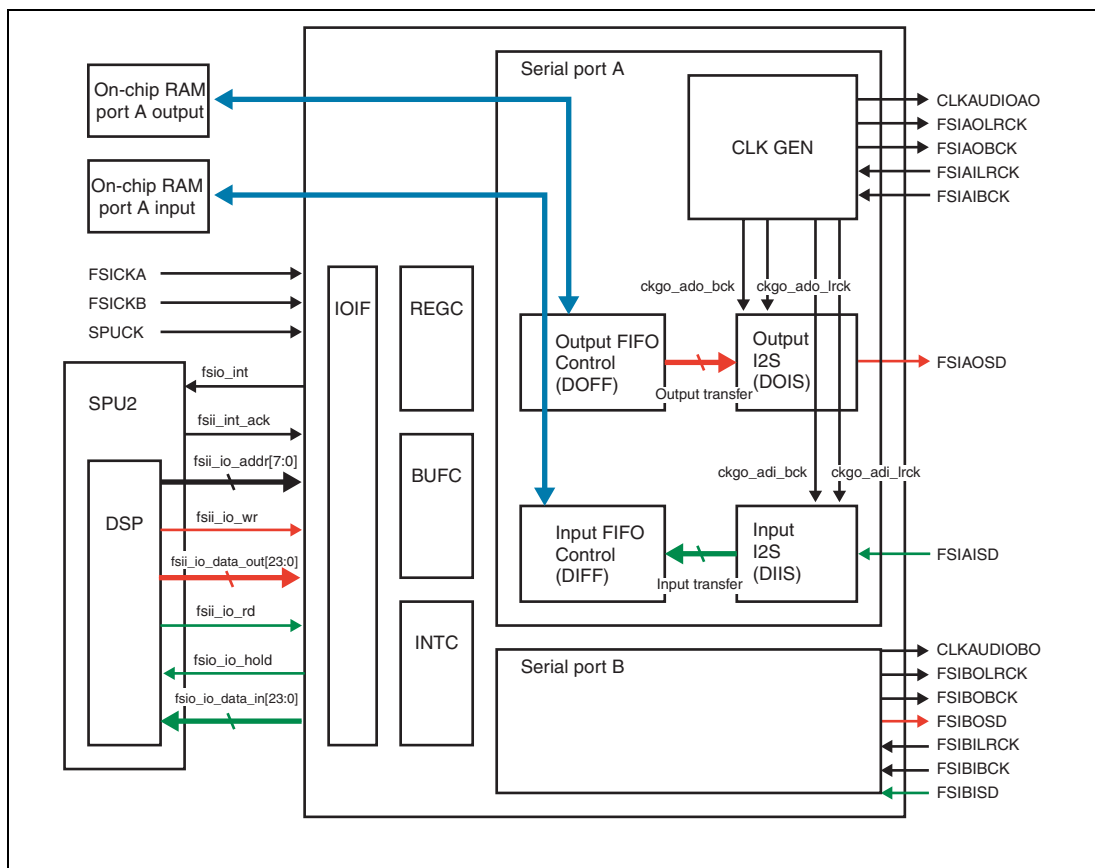 Serial port A
On-chip RAM
port A output
On-chip RAM
port A input
CLK GEN
CLKAUDIOAO
FSIAOLRCK
FSIAOBCK
FSIAILRCK
FSIAIBCK
FSICKA
FSICKB
SPUCK
IOIF
REGC
BUFC
INTC
ckgo_ado_bck
ckgo_ado_lrck
Output FIFO
Control
(DOFF)
Output transfer
Output
I2S
(DOIS)
FSIAOSD
SPU2
DSP
fsio_int
fsii_int_ack
fsii_io_addr[7:0]
fsii_io_wr
fsii_io_data_out[23:0]
fsii_io_rd
fsio_io_hold
fsio_io_data_in[23:0]
ckgo_adi_bck
ckgo_adi_lrck
Input FIFO
Control
(DIFF)
Input transfer
Input
I2S
(DIIS)
FSIAISD
Serial port B
CLKAUDIOBO
FSIBOLRCK
FSIBOBCK
FSIBOSD
FSIBILRCK
FSIBIBCK
FSIBISD